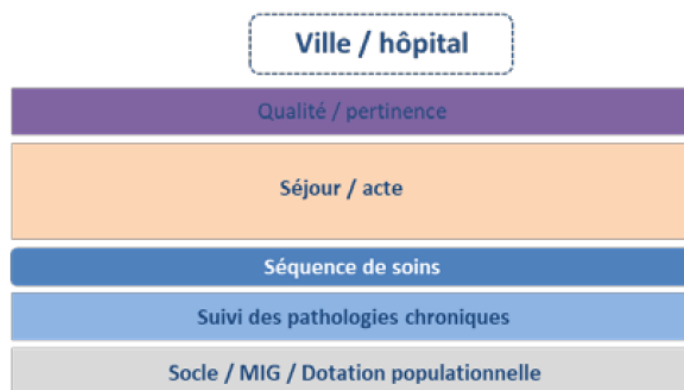 Ville / hôpital
Qualité / pertinence
Séjour / acte
Séquence de soins
Suivi des pathologies chroniques
Socle / MIG / Dotation populationnelle